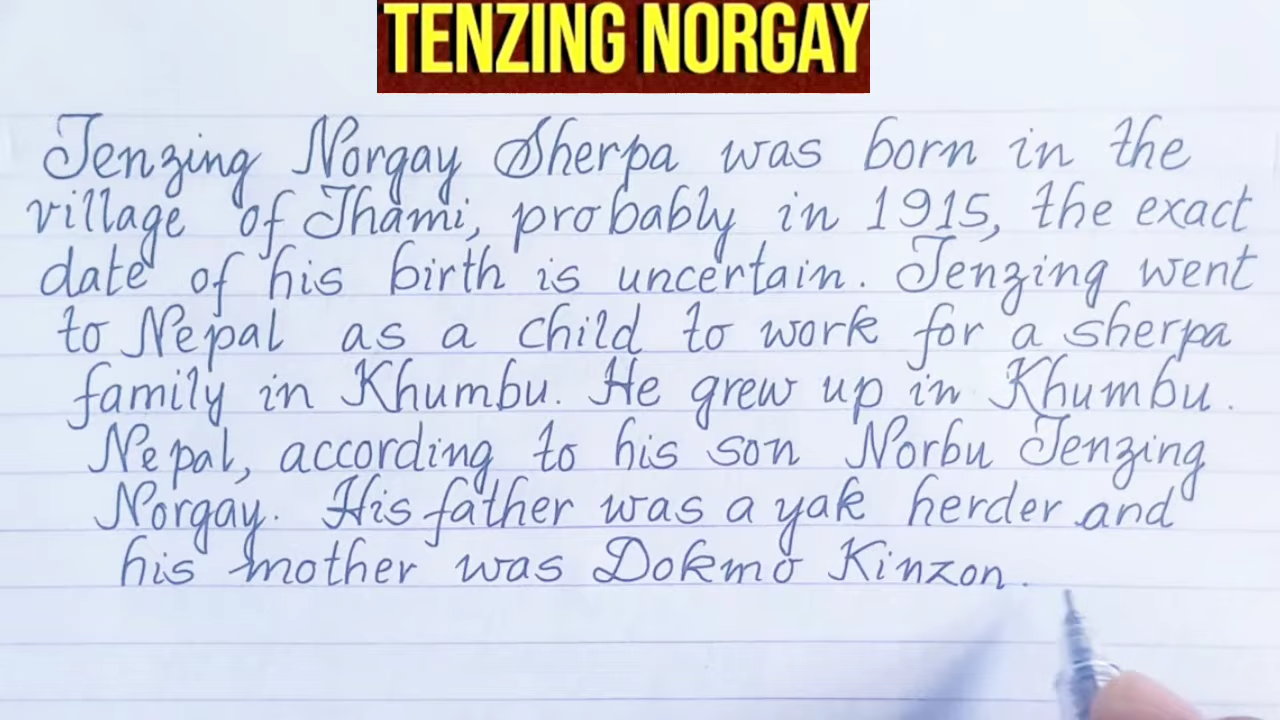 TENZING NORGAY
Tenzing Norgay Sherpa was born in the
village of Thami, probably in 1915, the exact
date of his birth is uncertain. Tenzing went
to Nepal as a child to work for a sherpa
family in Khumbu. He grew up in Khumbu.
Nepal, according to his son Norbu Tenzing
Norgay. His father was a yak herder and
his mother was Dokmo Kinzon.